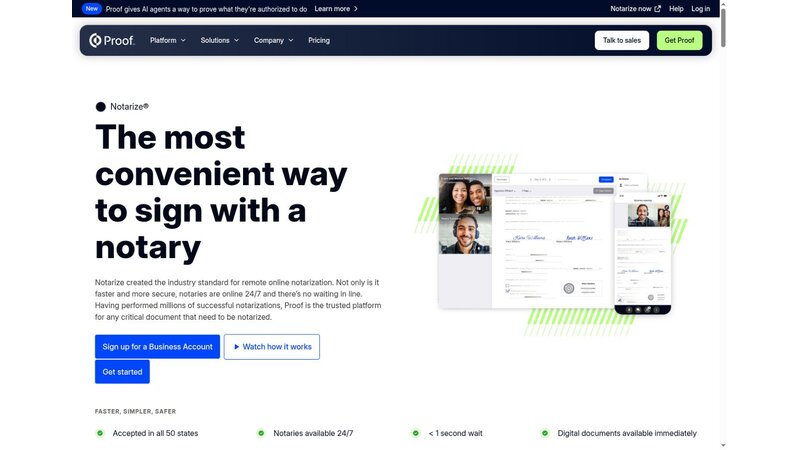 New Proof gives AI agents a way to prove what they're authorized to do Learn more
Notarize now Help Log in
Proof
Platform Solutions Company Pricing
Talk to sales Get Proof
Notarize®
The most
convenient way
to sign with a
notary
Notarize created the industry standard for remote online notarization. Not only is it
faster and more secure, notaries are online 24/7 and there's no waiting in line.
Having performed millions of successful notarizations, Proof is the trusted platform
for any critical document that need to be notarized.
Sign up for a Business Account Watch how it works
Get started
FASTER, SIMPLER, SAFER
Accepted in all 50 states Notaries available 24/7 < 1 second wait Digital documents available immediately